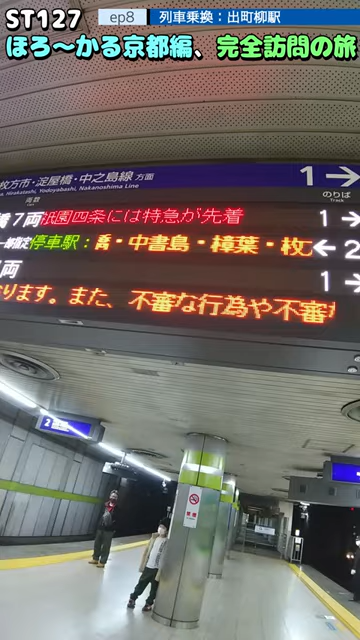 ST127
ep8
列車乗換：出町柳駅
ほろ〜かる京都編、完全訪問の旅
枚方市・淀屋橋・中之島線 方面
Hirakatashi, Yodoyabashi, Nakanoshima Line
1→
のりば
Track
7両 祇園四条には特急が先着
1→
停車駅：
・中書島・樟葉・枚
←2
両
1→
ります。また、不審な行為や不審
2
1